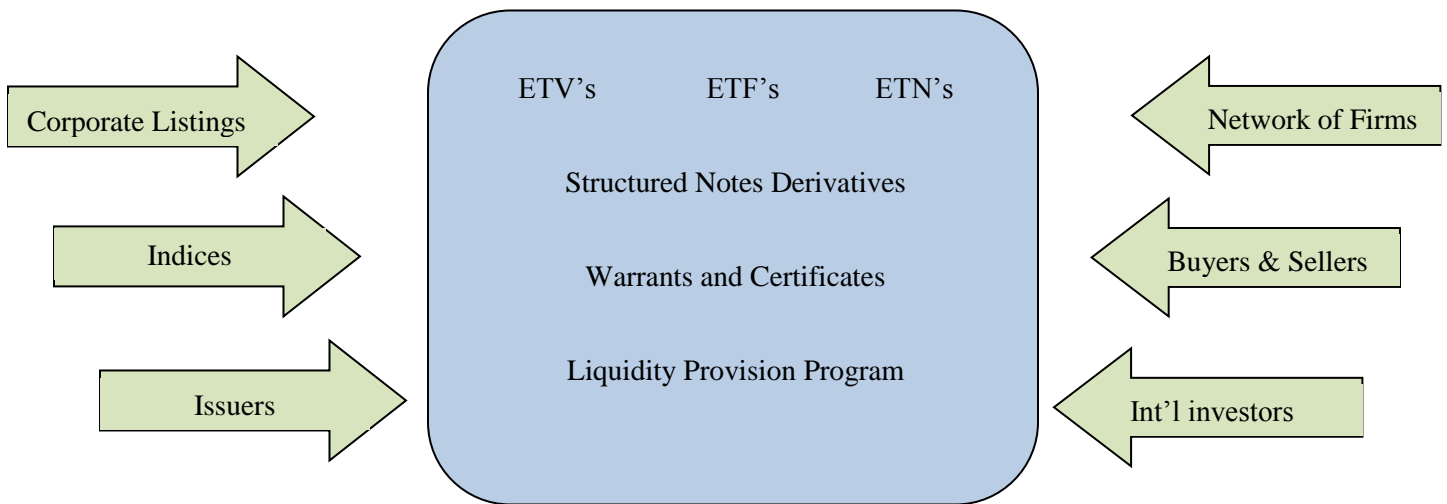 ETV’s ETF’s ETN’s
Corporate Listings
Network of Firms
Structured Notes Derivatives
Indices
Buyers & Sellers
Warrants and Certificates
Liquidity Provision Program
Issuers
Int’l investors